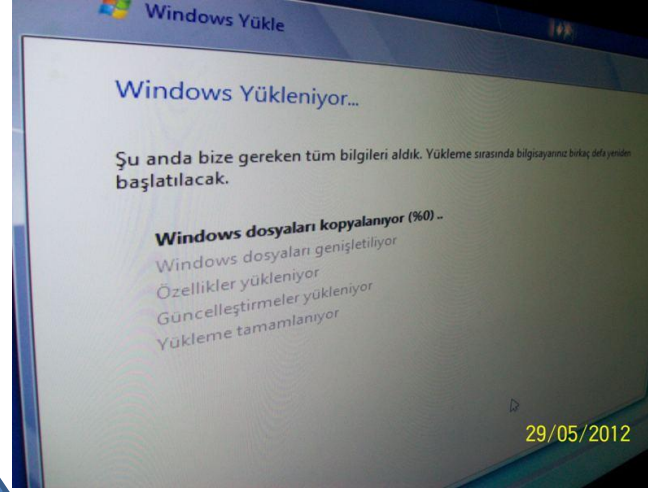 Windows Yükle
Windows Yükleniyor...
Şu anda bize gereken tüm bilgileri aldık. Yükleme sırasında bilgisayarınız birkaç defa yeniden
başlatılacak.
Windows dosyaları kopyalanıyor (%0) ..
Windows dosyaları genişletiliyor
Özellikler yükleniyor
Güncelleştirmeler yükleniyor
Yükleme tamamlanıyor
29/05/2012